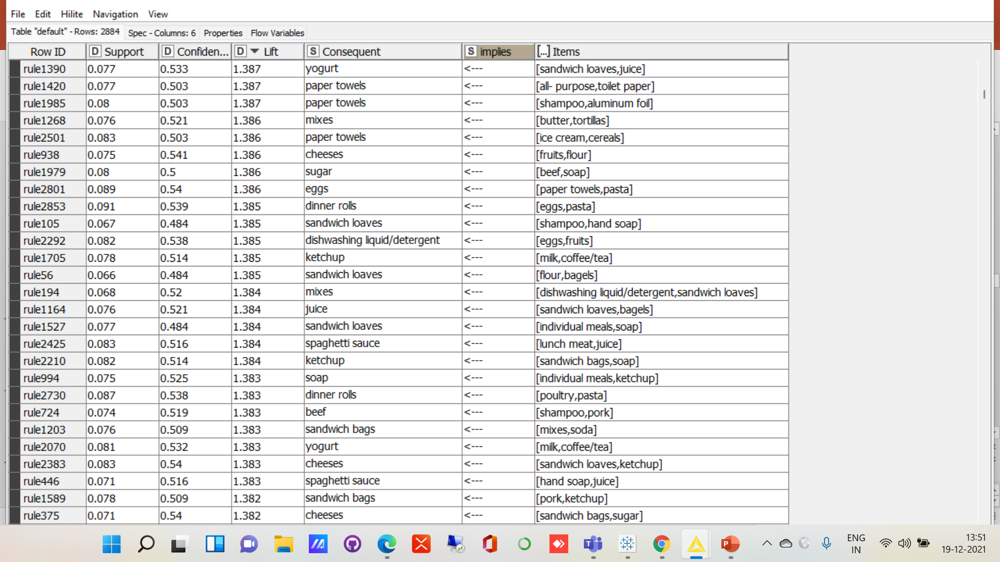 File Edit Hilite Navigation View
Table "default" - Rows: 2884 Spec - Columns: 6 Properties Flow Variables
Row ID D Support D Confiden... D Lift S Consequent S implies [...] Items
rule1390 0.077 0.533 1.387 yogurt <--- [sandwich loaves,juice]
rule1420 0.077 0.503 1.387 paper towels <--- [all- purpose,toilet paper]
rule1985 0.08 0.503 1.387 paper towels <--- [shampoo,aluminum foil]
rule1268 0.076 0.521 1.386 mixes <--- [butter,tortillas]
rule2501 0.083 0.503 1.386 paper towels <--- [ice cream,cereals]
rule938 0.075 0.541 1.386 cheeses <--- [fruits,flour]
rule1979 0.08 0.5 1.386 sugar <--- [beef,soap]
rule2801 0.089 0.54 1.386 eggs <--- [paper towels,pasta]
rule2853 0.091 0.539 1.385 dinner rolls <--- [eggs,pasta]
rule105 0.067 0.484 1.385 sandwich loaves <--- [shampoo,hand soap]
rule2292 0.082 0.538 1.385 dishwashing liquid/detergent <--- [eggs,fruits]
rule1705 0.078 0.514 1.385 ketchup <--- [milk,coffee/tea]
rule56 0.066 0.484 1.385 sandwich loaves <--- [flour,bagels]
rule194 0.068 0.52 1.384 mixes <--- [dishwashing liquid/detergent,sandwich loaves]
rule1164 0.076 0.521 1.384 juice <--- [sandwich loaves,bagels]
rule1527 0.077 0.484 1.384 sandwich loaves <--- [individual meals,soap]
rule2425 0.083 0.516 1.384 spaghetti sauce <--- [lunch meat,juice]
rule2210 0.082 0.514 1.384 ketchup <--- [sandwich bags,soap]
rule994 0.075 0.525 1.383 soap <--- [individual meals,ketchup]
rule2730 0.087 0.538 1.383 dinner rolls <--- [poultry,pasta]
rule724 0.074 0.519 1.383 beef <--- [shampoo,pork]
rule1203 0.076 0.509 1.383 sandwich bags <--- [mixes,soda]
rule2070 0.081 0.532 1.383 yogurt <--- [milk,coffee/tea]
rule2383 0.083 0.54 1.383 cheeses <--- [sandwich loaves,ketchup]
rule446 0.071 0.516 1.383 spaghetti sauce <--- [hand soap,juice]
rule1589 0.078 0.509 1.382 sandwich bags <--- [pork,ketchup]
rule375 0.071 0.54 1.382 cheeses <--- [sandwich bags,sugar]
ENG 13:51
IN 19-12-2021